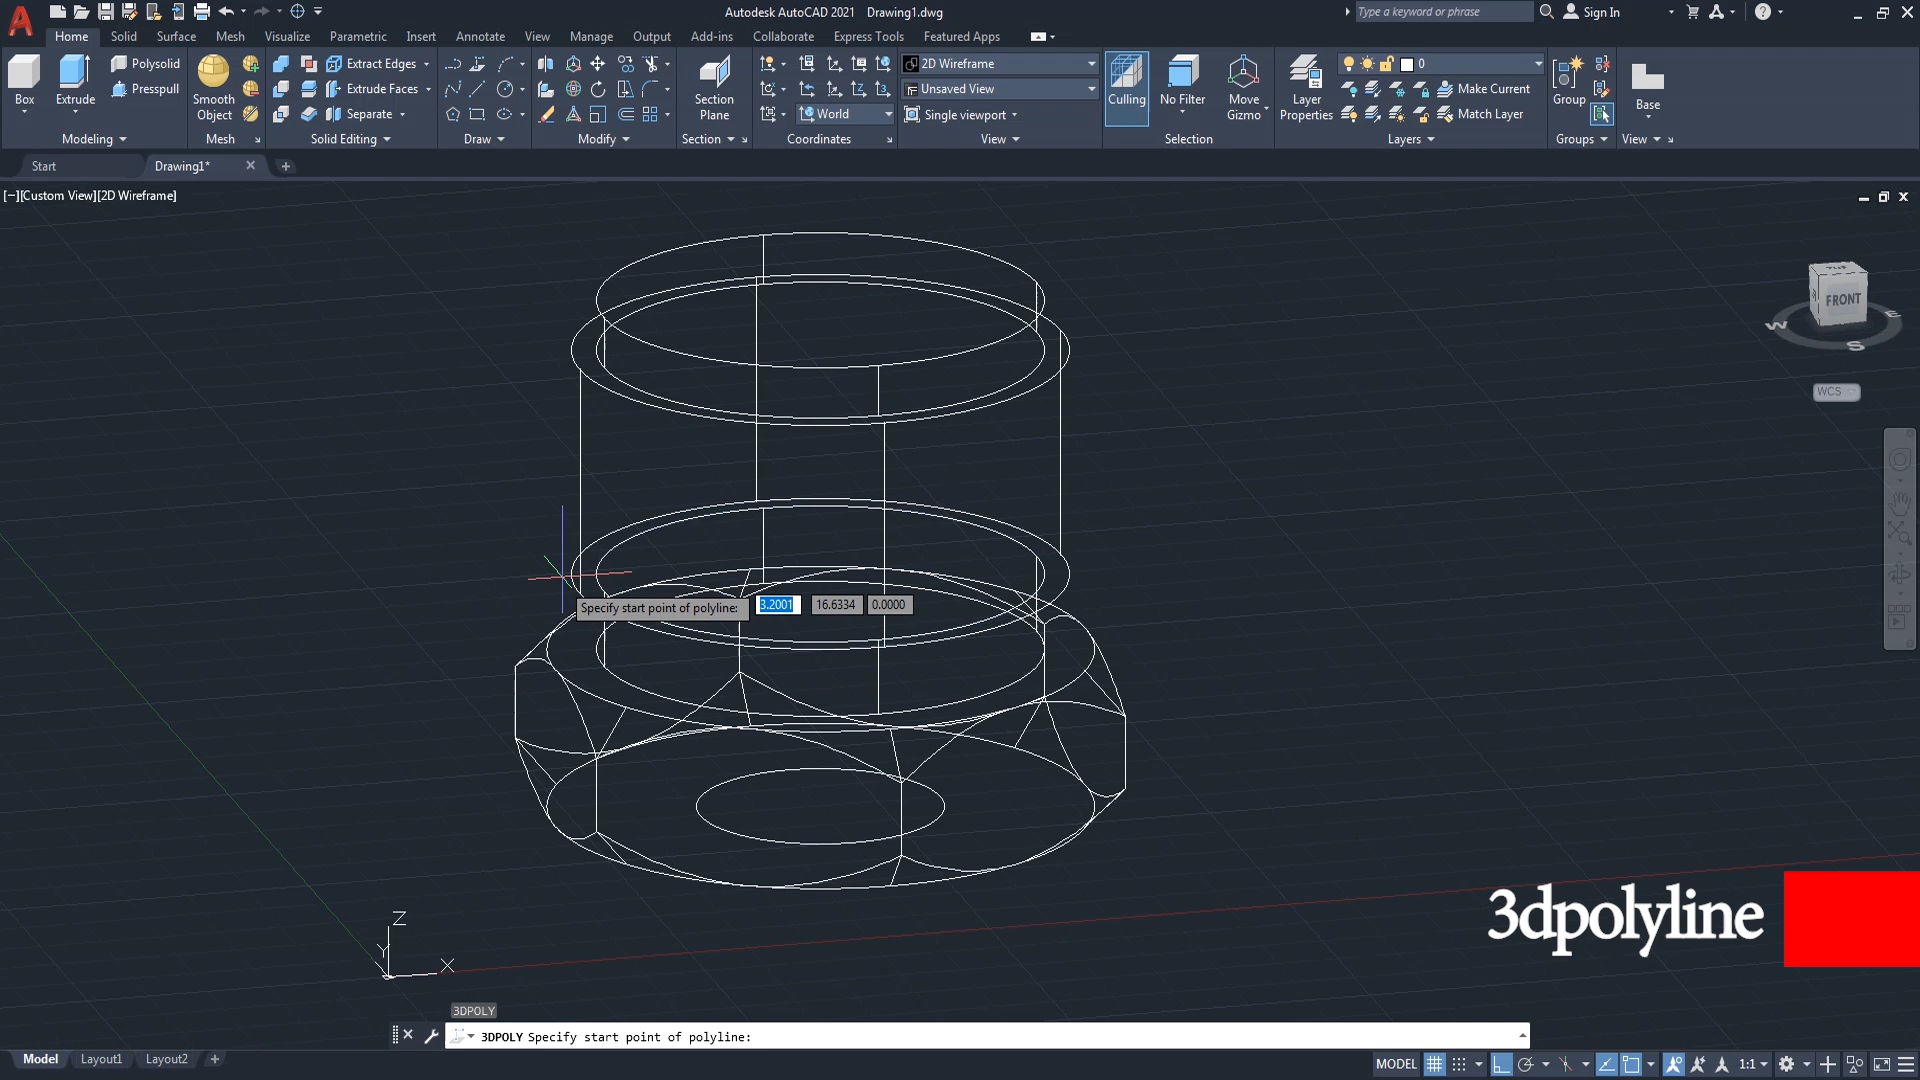 Autodesk AutoCAD 2021 Drawing1.dwg
Type a keyword or phrase
Sign In
Home Solid Surface Mesh Visualize Parametric Insert Annotate View Manage Output Add-ins Collaborate Express Tools Featured Apps
Box
Extrude
Polysolid
Presspull
Modeling
Smooth Object
Mesh
Extract Edges
Extrude Faces
Separate
Solid Editing
Draw
Modify
Section Plane
Section
World
Coordinates
2D Wireframe
Unsaved View
Single viewport
View
Culling
No Filter
Move Gizmo
Selection
Layer Properties
0
Make Current
Match Layer
Layers
Group
Groups
Base
View
Start
Drawing1*
[−][Custom View][2D Wireframe]
TOP
FRONT
W
S
E
WCS
Specify start point of polyline: 3.2001 16.6334 0.0000
Z
Y
X
3dpolyline
3DPOLY
3DPOLY Specify start point of polyline:
Model Layout1 Layout2
MODEL
1:1